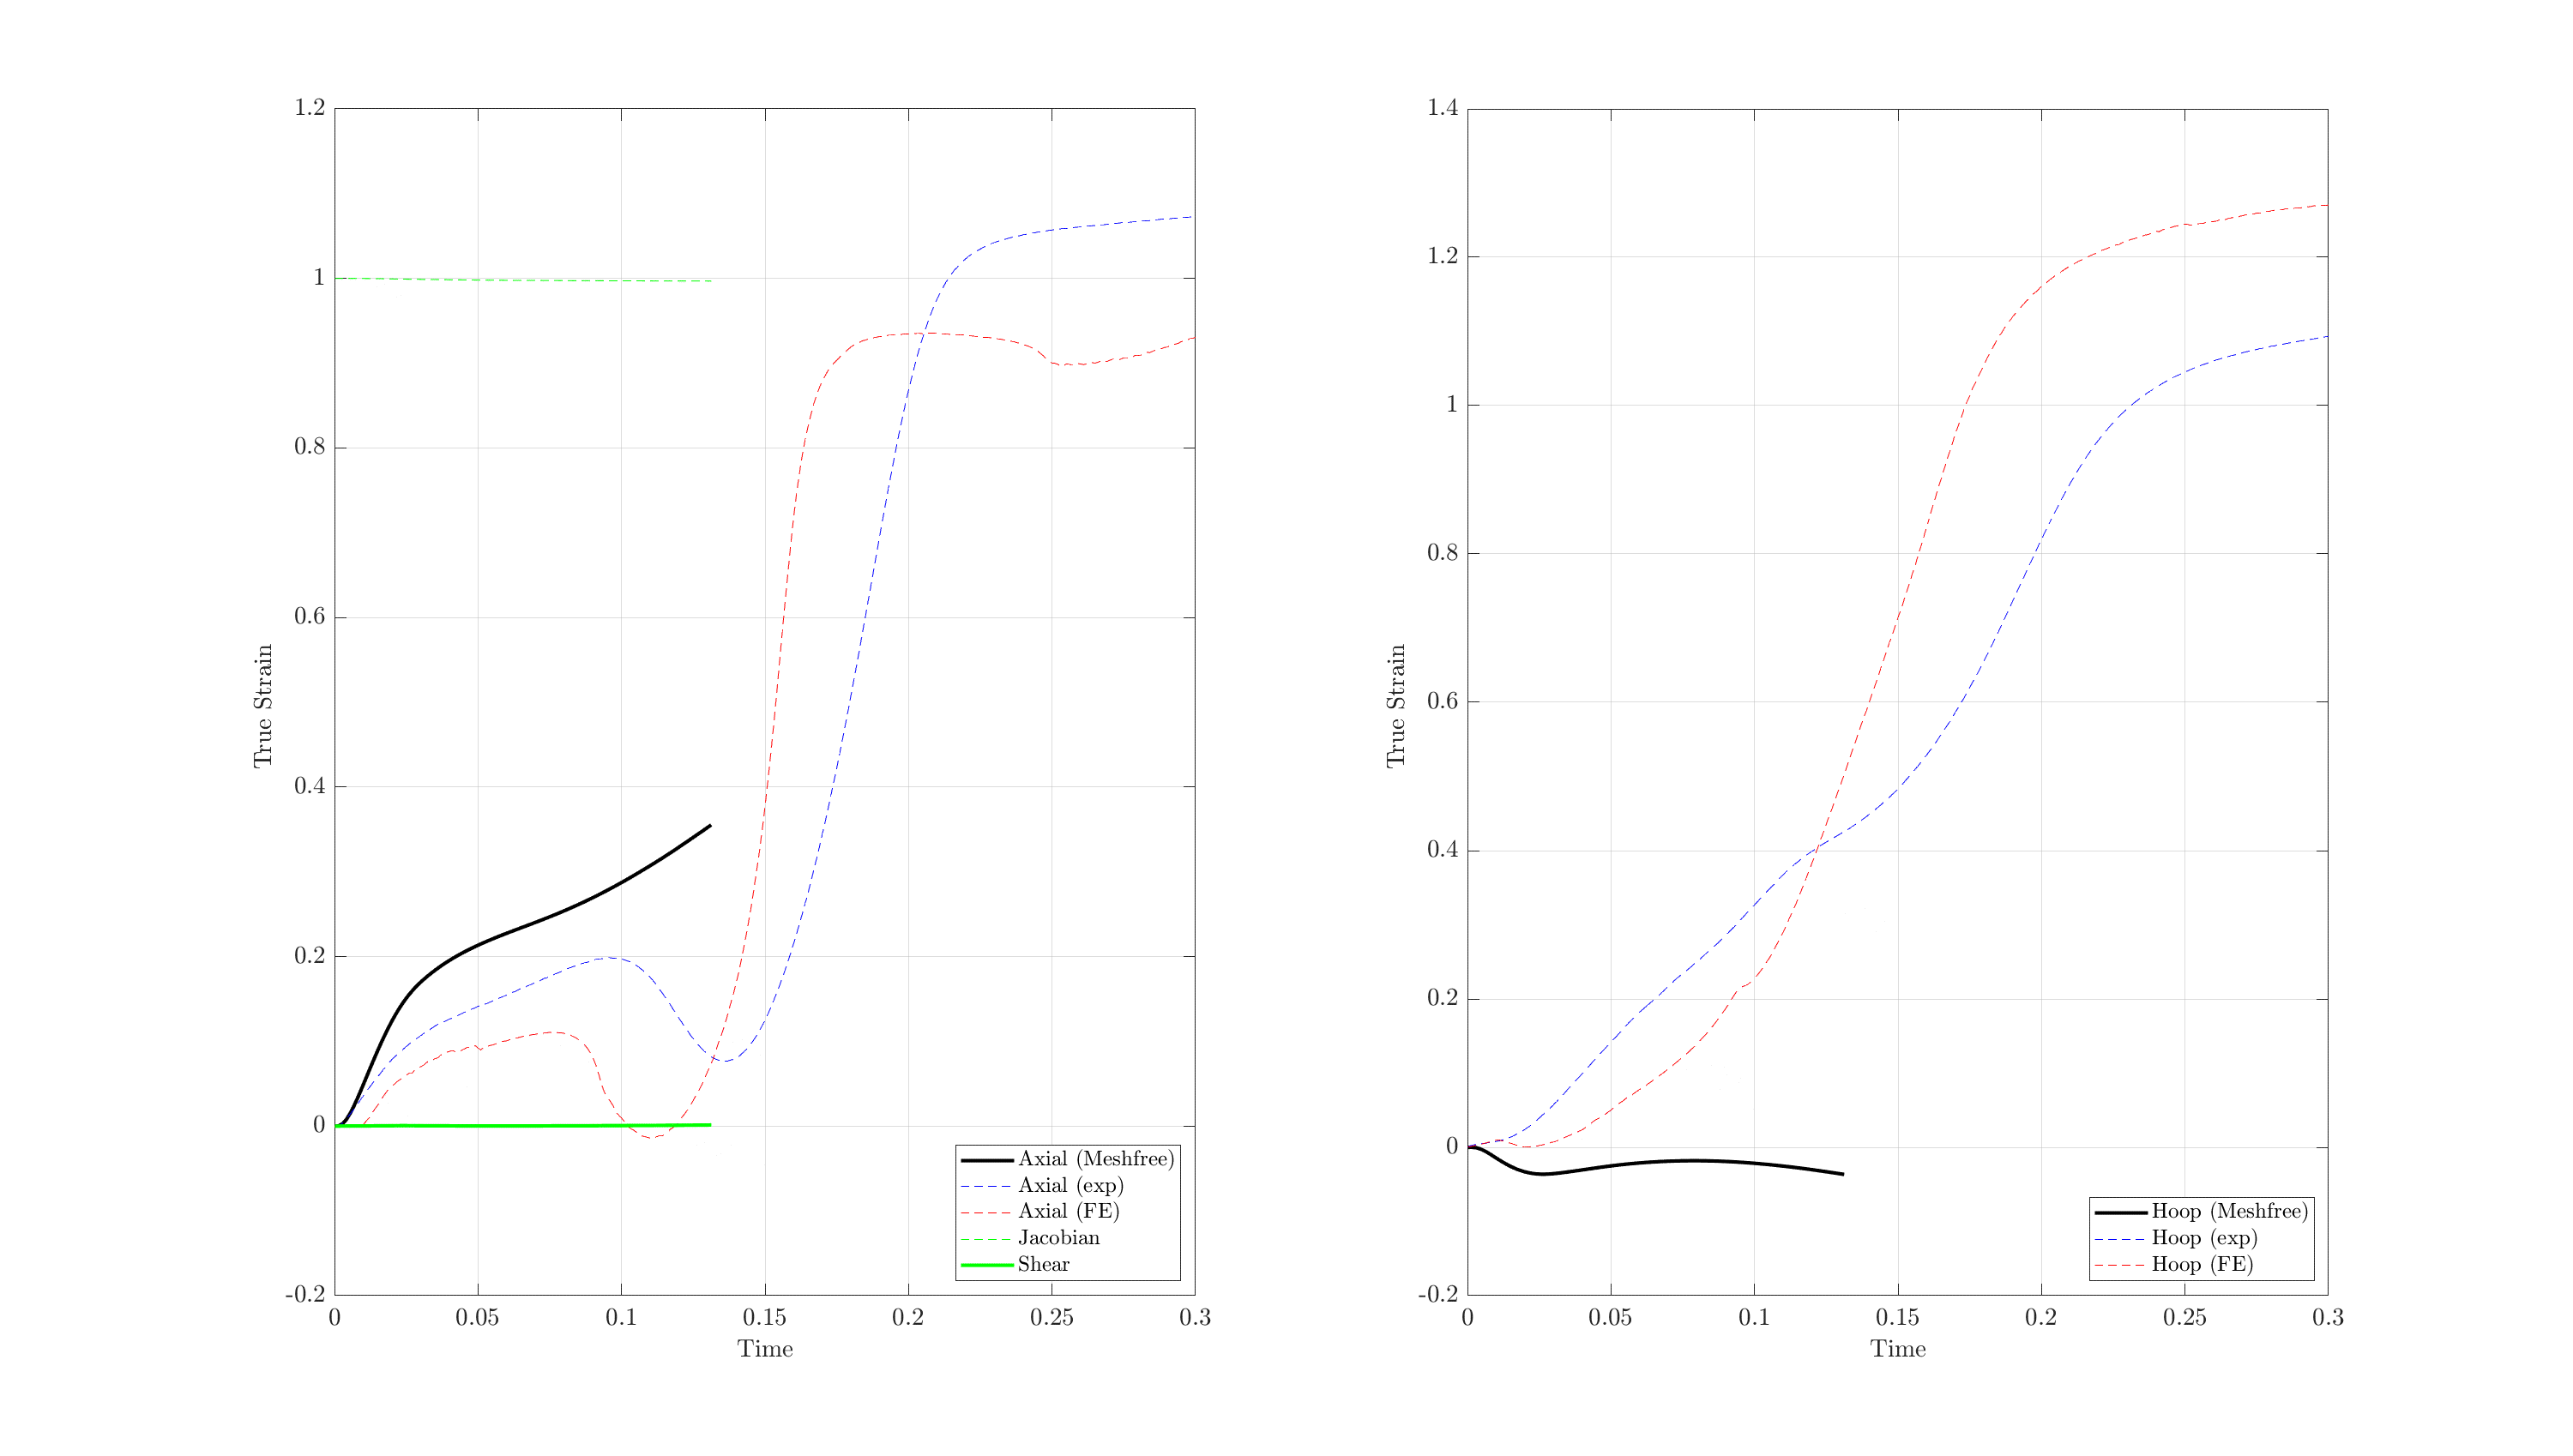 1.2
1
0.8
0.6
0.4
0.2
0
-0.2
0
0.05
0.1
0.15
0.2
0.25
0.3
True Strain
Time
Axial (Meshfree)
Axial (exp)
Axial (FE)
Jacobian
Shear
1.4
1.2
1
0.8
0.6
0.4
0.2
0
-0.2
0
0.05
0.1
0.15
0.2
0.25
0.3
True Strain
Time
Hoop (Meshfree)
Hoop (exp)
Hoop (FE)